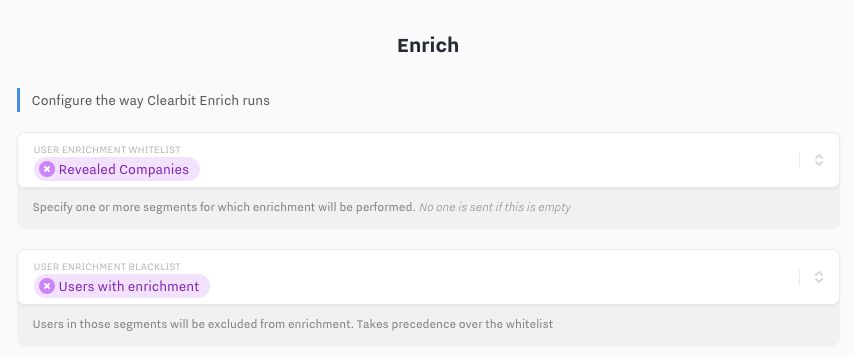 Enrich
Configure the way Clearbit Enrich runs
USER ENRICHMENT WHITELIST
Revealed Companies
Specify one or more segments for which enrichment will be performed. No one is sent if this is empty
USER ENRICHMENT BLACKLIST
Users with enrichment
Users in those segments will be excluded from enrichment. Takes precedence over the whitelist